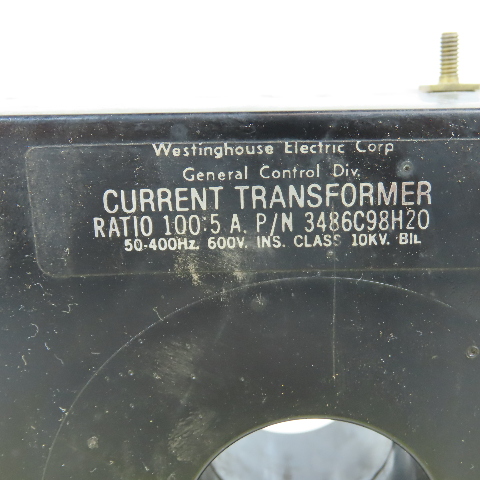 Westinghouse Electric Corp
General Control Div.
CURRENT TRANSFORMER
RATIO 100:5 A. P/N 3486C98H20
50-400Hz. 600V. INS. CLASS 10KV. BIL